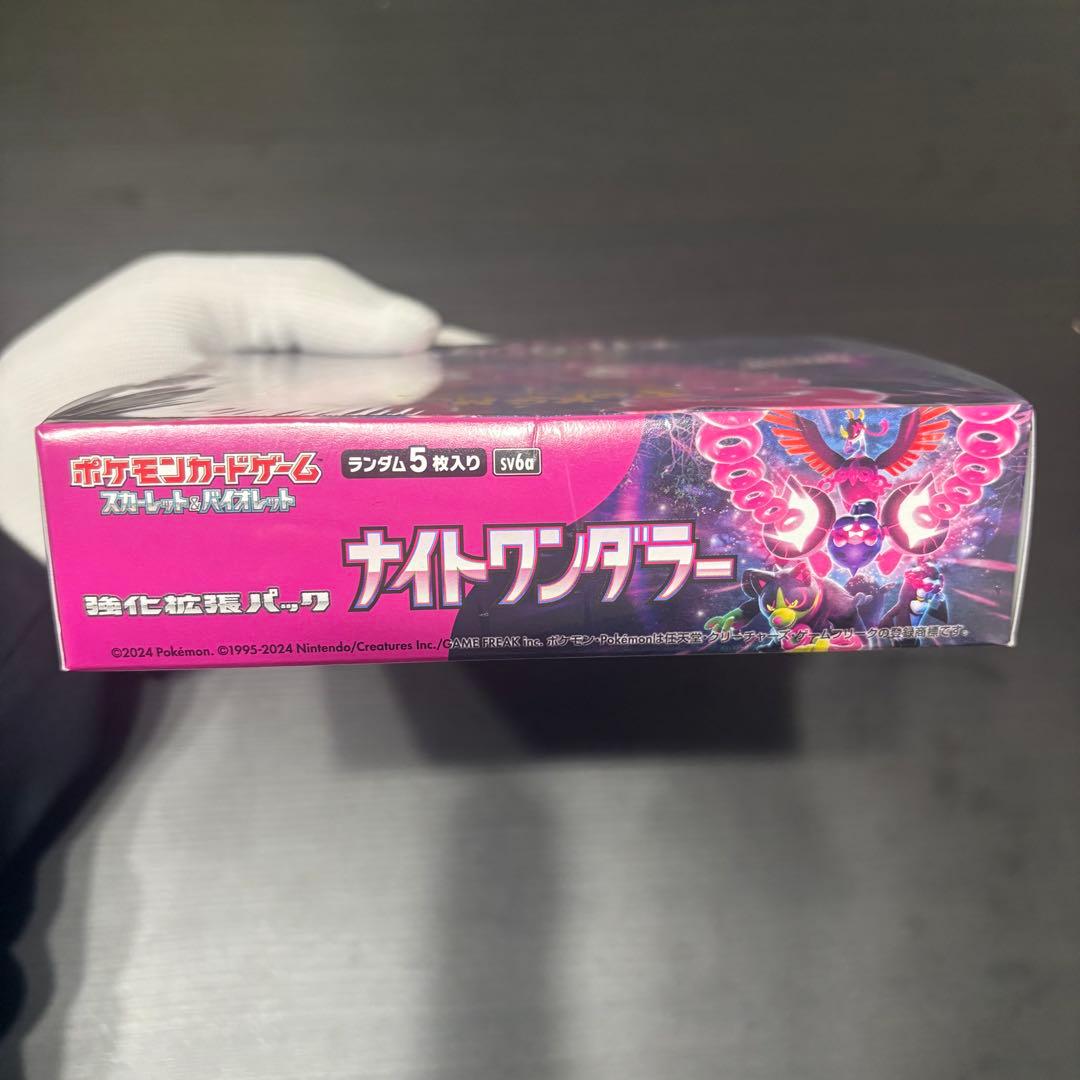 ポケモンカードゲーム
スカーレット&バイオレット
ランダム5枚入り SV6a
ナイトワンダラー
強化拡張パック
©2024 Pokémon. ©1995-2024 Nintendo/Creatures Inc./GAME FREAK inc. ポケモン・Pokémonは任天堂・クリーチャーズ・ゲームフリークの登録商標です。